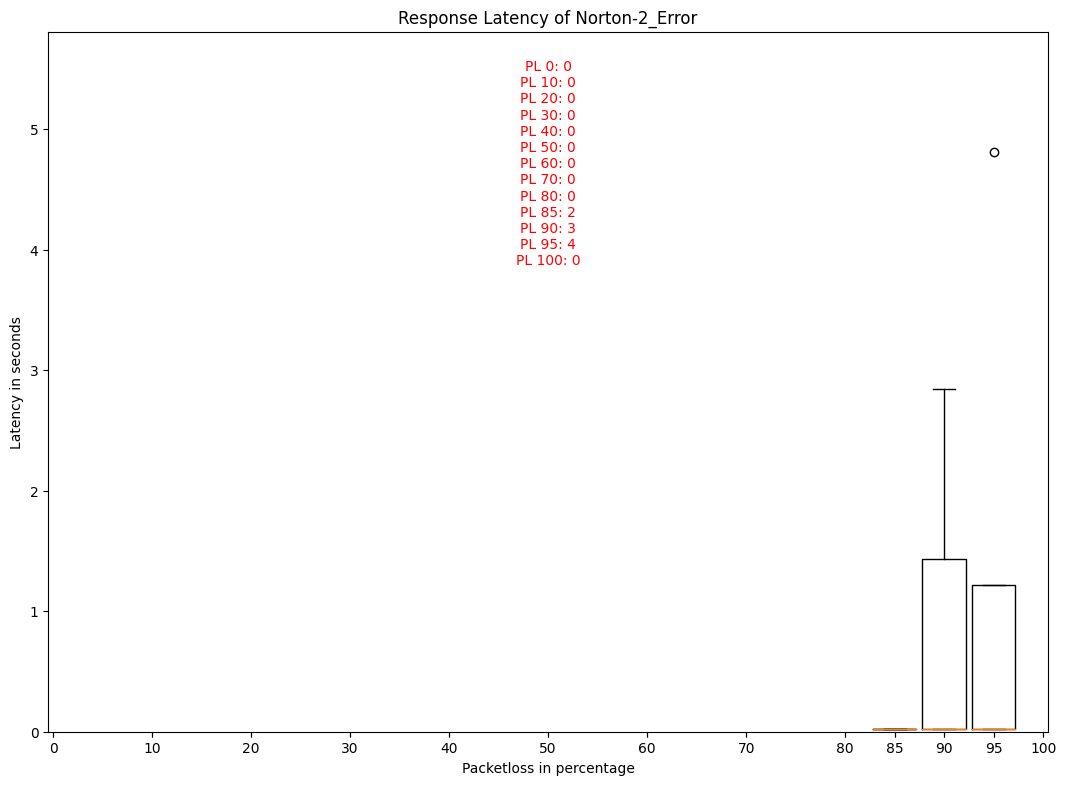 Response Latency of Norton-2_Error
PL 0: 0
PL 10: 0
PL 20: 0
PL 30: 0
PL 40: 0
PL 50: 0
PL 60: 0
PL 70: 0
PL 80: 0
PL 85: 2
PL 90: 3
PL 95: 4
PL 100: 0
Latency in seconds
5
4
3
2
1
0
0 10 20 30 40 50 60 70 80 85 90 95 100
Packetloss in percentage